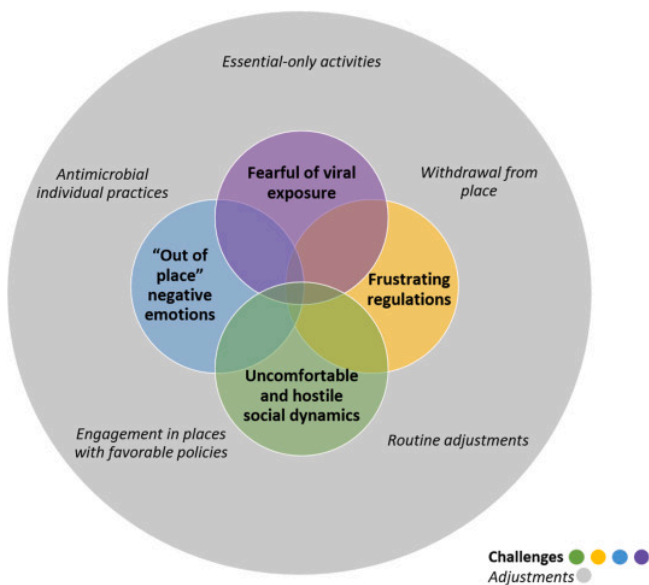 Essential-only activities
Antimicrobial
individual practices
Fearful of viral
exposure
Withdrawal from
place
“Out of
place”
negative
emotions
Frustrating
regulations
Uncomfortable
and hostile
social dynamics
Engagement in places
with favorable policies
Routine adjustments
Challenges
Adjustments